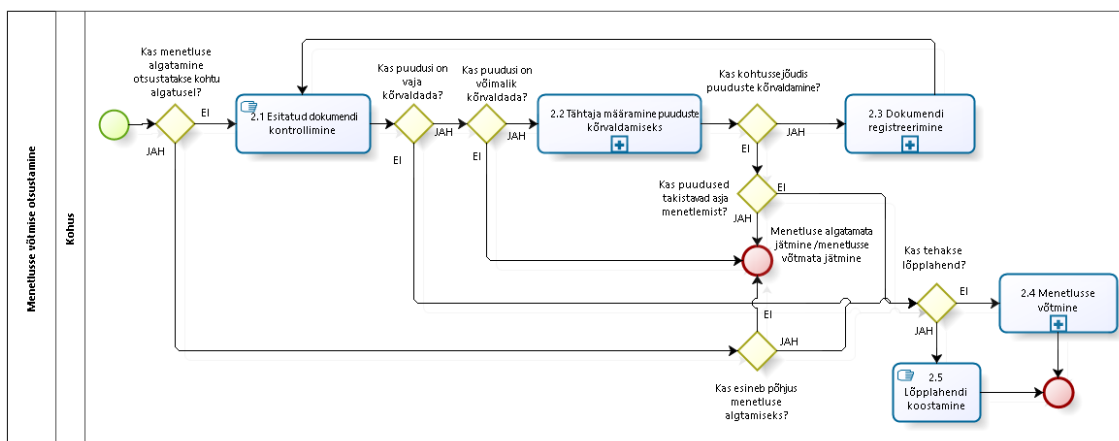 Menetlusse võtmise otsustamine
Kohus
Kas menetluse
algatamine
otsustatakse kohtu
algatusel?
EI
JAH
2.1 Esitatud dokumendi
kontrollimine
Kas puudusi on
vaja
kõrvaldada?
JAH
EI
Kas puudusi on
võimalik
kõrvaldada?
JAH
EI
2.2 Tähtaja määramine puuduste
kõrvaldamiseks
Kas kohtusse jõudis
puuduste kõrvaldamine?
JAH
EI
2.3 Dokumendi
registreerimine
Kas puudused
takistavad asja
menetlemist?
EI
JAH
Menetluse algatamata
jätmine /menetlusse
võtmata jätmine
EI
JAH
Kas esineb põhjus
menetluse
algtamiseks?
Kas tehakse
lõpplahend?
EI
JAH
2.4 Menetlusse
võtmine
2.5
Lõpplahendi
koostamine